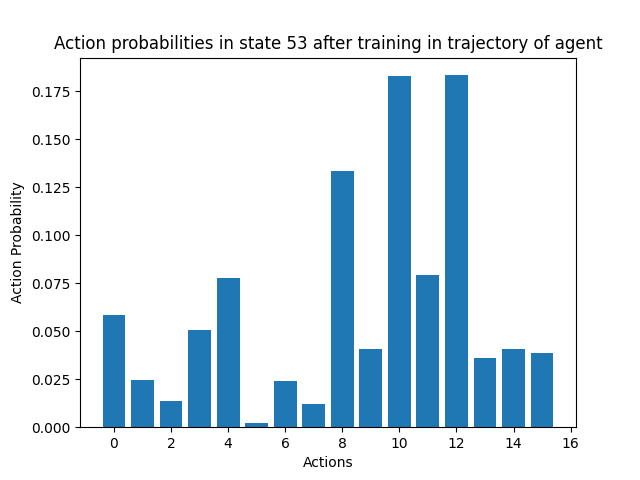 Action probabilities in state 53 after training in trajectory of agent
0.175
0.150
0.125
0.100
0.075
0.050
0.025
0.000
Action Probability
0 2 4 6 8 10 12 14 16
Actions